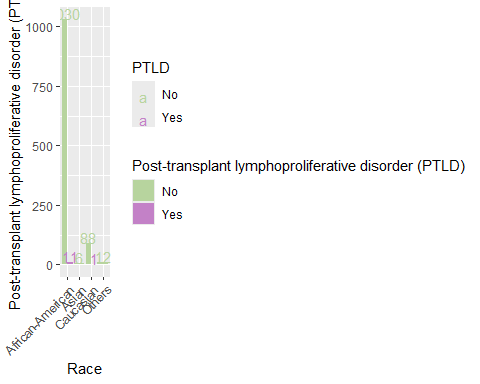 Post-transplant lymphoproliferative disorder (PT
1000
750
500
250
0
1030
11
6
88
1
12
African-American
Asian
Caucasian
Others
Race
PTLD
a No
a Yes
Post-transplant lymphoproliferative disorder (PTLD)
No
Yes